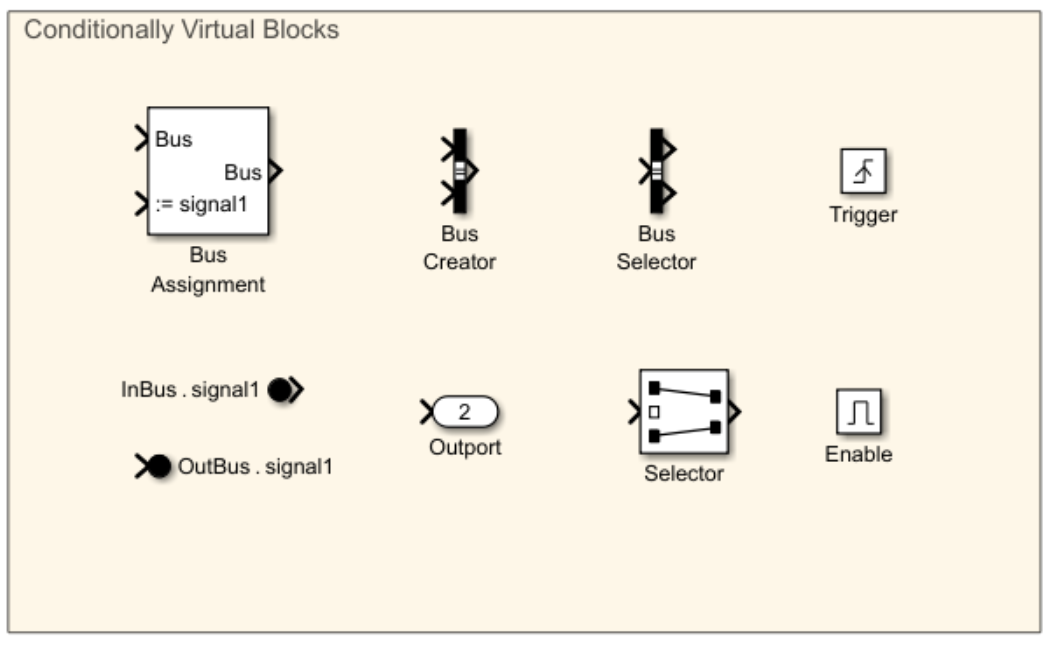 Conditionally Virtual Blocks
Bus
Bus
:= signal1
Bus
Assignment
Bus
Creator
Bus
Selector
Trigger
InBus . signal1
OutBus . signal1
2
Outport
Selector
Enable